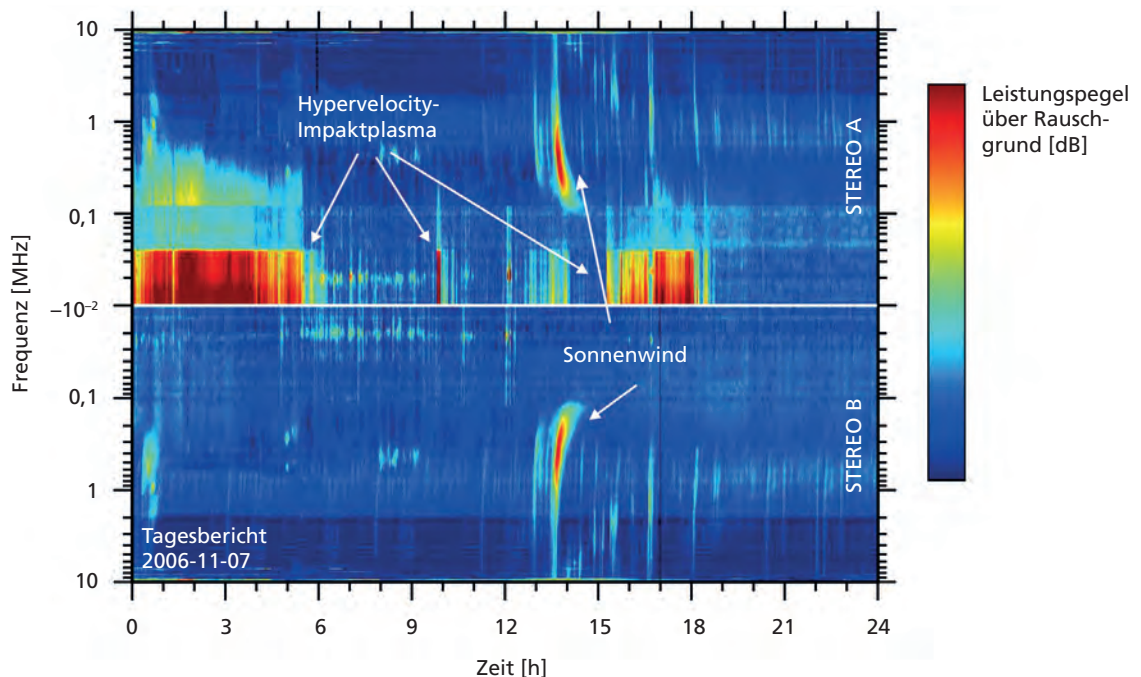 10
1
0,1
−10−2
0,1
1
10
Frequenz [MHz]
Hypervelocity-
Impaktplasma
STEREO A
Sonnenwind
STEREO B
Tagesbericht
2006-11-07
0 3 6 9 12 15 18 21 24
Zeit [h]
Leistungspegel
über Rausch-
grund [dB]